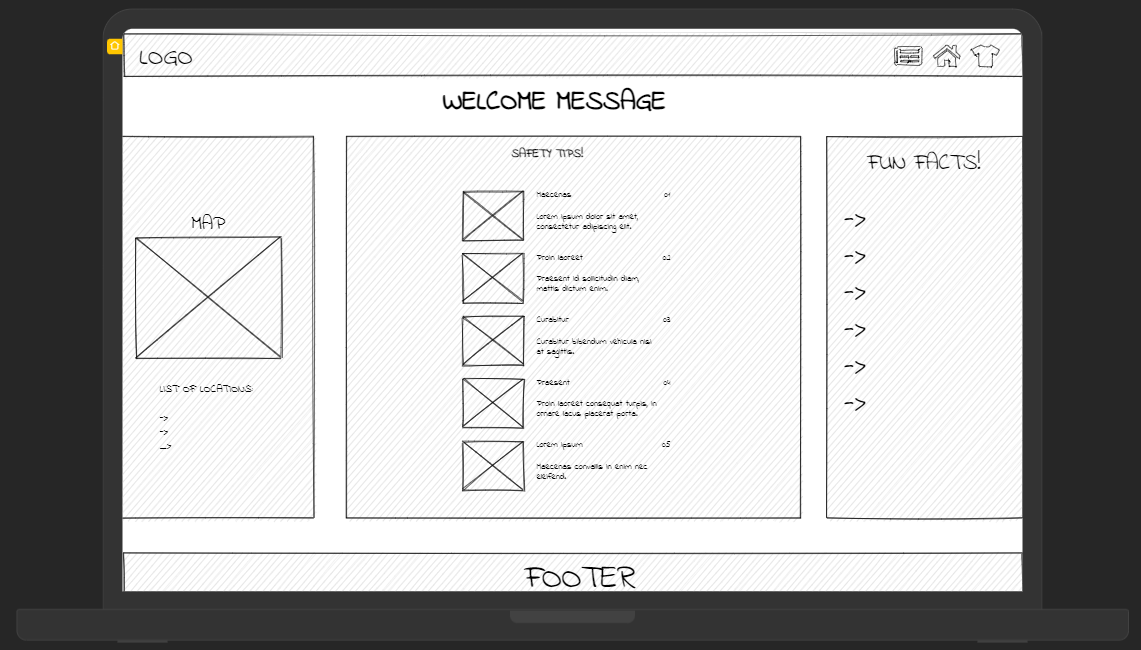 LOGO
WELCOME MESSAGE
MAP
LIST OF LOCATIONS:
->
->
->
SAFETY TIPS!
Maecenas 01
Lorem ipsum dolor sit amet,
consectetur adipiscing elit.
Proin laoreet 02
Praesent id sollicitudin diam,
mattis dictum enim.
Curabitur 03
Curabitur bibendum vehicula nisl
at sagittis.
Praesent 04
Proin laoreet consequat turpis, in
ornare lacus placerat porta.
Lorem ipsum 05
Maecenas convallis in enim nec
eleifend.
FUN FACTS!
->
->
->
->
->
->
FOOTER